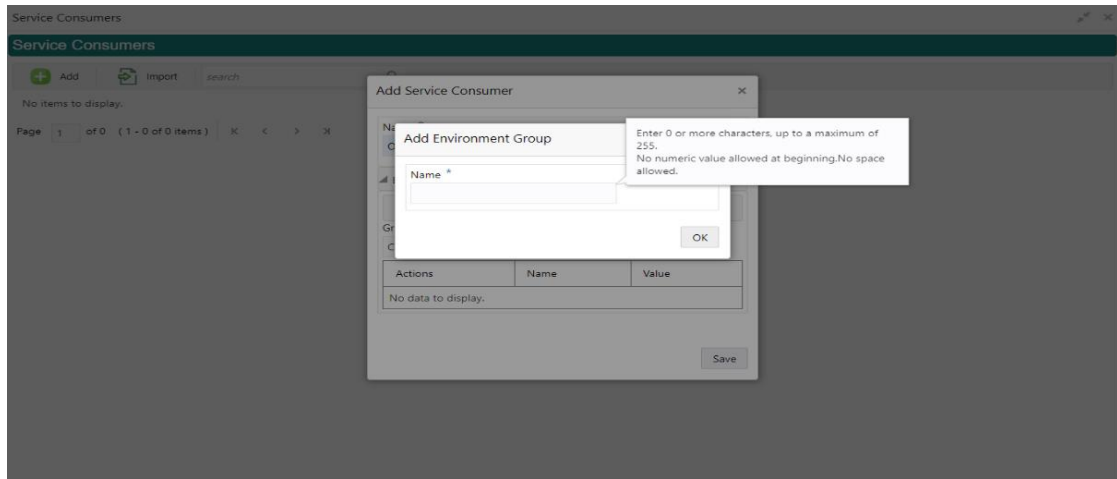 Service Consumers
Service Consumers
Add Import search
No items to display.
Page 1 of 0 (1 - 0 of 0 items) K < > >|
Add Service Consumer ×
Add Environment Group
Enter 0 or more characters, up to a maximum of
255.
No numeric value allowed at beginning.No space
allowed.
Name *
OK
Actions Name Value
No data to display.
Save